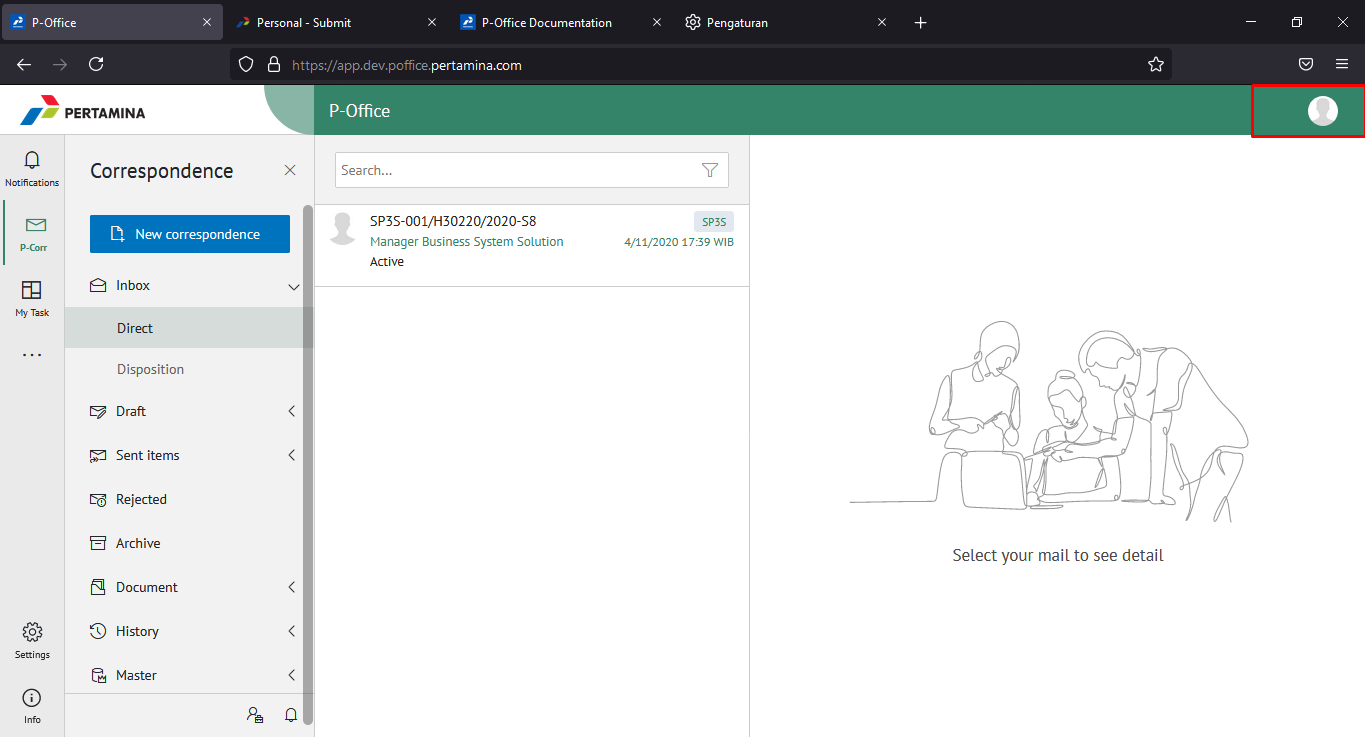 P-Office
Personal - Submit
P-Office Documentation
Pengaturan
https://app.dev.poffice.pertamina.com
PERTAMINA
P-Office
Notifications
P-Corr
My Task
...
Settings
Info
Correspondence
New correspondence
Inbox
Direct
Disposition
Draft
Sent items
Rejected
Archive
Document
History
Master
Search...
SP3S-001/H30220/2020-S8
SP3S
Manager Business System Solution
4/11/2020 17:39 WIB
Active
Select your mail to see detail